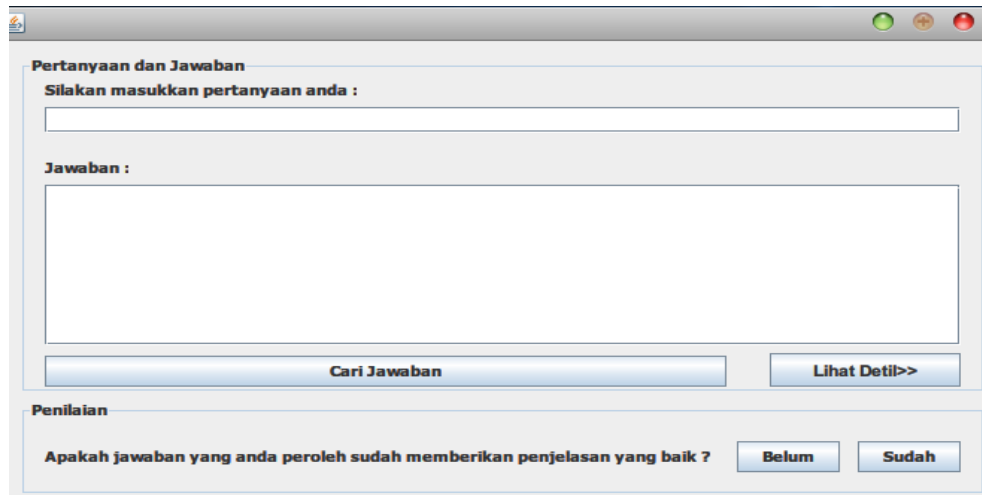 Pertanyaan dan Jawaban
Silakan masukkan pertanyaan anda :
Jawaban :
Cari Jawaban
Lihat Detil>>
Penilaian
Apakah jawaban yang anda peroleh sudah memberikan penjelasan yang baik ?
Belum
Sudah